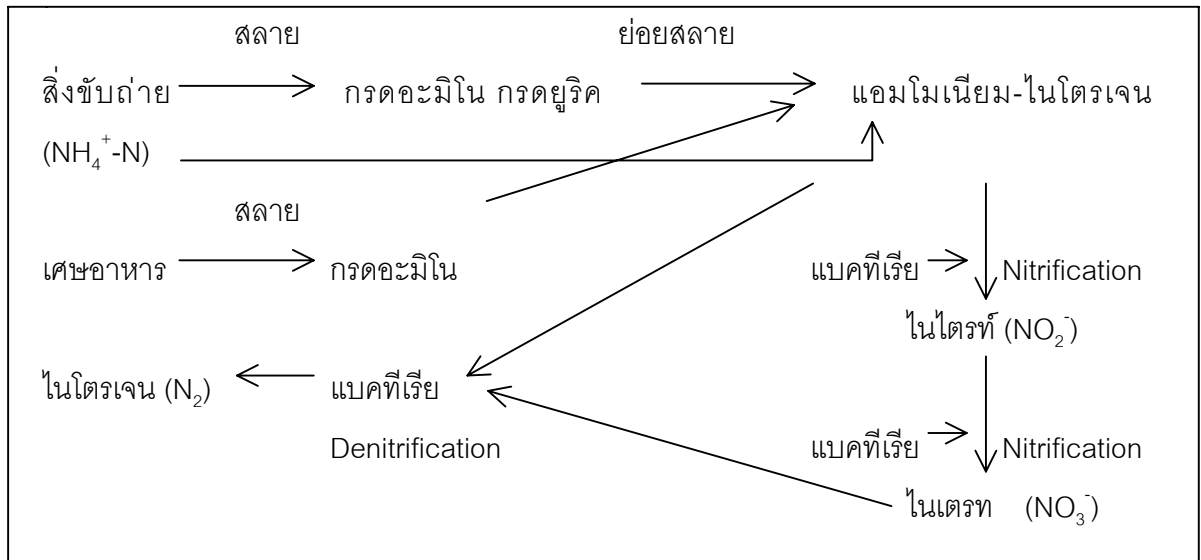 สลาย ย่อยสลาย
สิ่งขับถ่าย กรดอะมิโน กรดยูริค แอมโมเนียม-ไนโตรเจน
(NH₄⁺-N)
สลาย
เศษอาหาร กรดอะมิโน แบคทีเรีย Nitrification
ไนไตรท์ (NO₂⁻)
ไนโตรเจน (N₂) แบคทีเรีย
Denitrification แบคทีเรีย Nitrification
ไนเตรท (NO₃⁻)